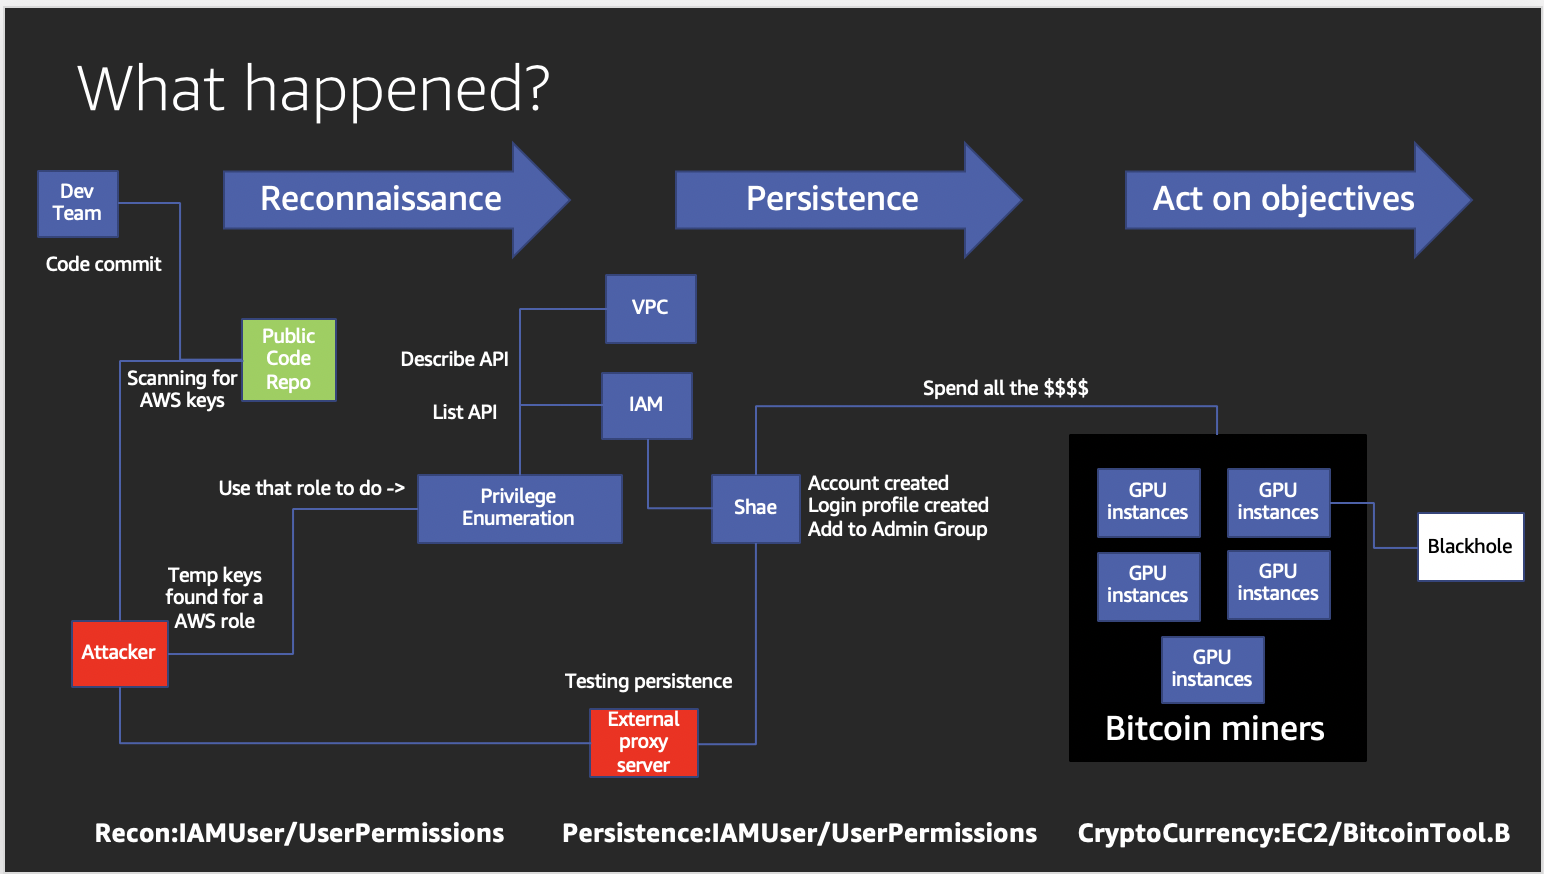 What happened?
Dev
Team
Reconnaissance
Persistence
Act on objectives
Code commit
VPC
Public
Code
Repo
Describe API
Scanning for
AWS keys
Spend all the $$$$
IAM
List API
Use that role to do ->
Privilege
Enumeration
Shae
Account created
Login profile created
Add to Admin Group
GPU
instances
GPU
instances
Blackhole
GPU
instances
GPU
instances
Temp keys
found for a
AWS role
Attacker
GPU
instances
Testing persistence
External
proxy
server
Bitcoin miners
Recon:IAMUser/UserPermissions
Persistence:IAMUser/UserPermissions
CryptoCurrency:EC2/BitcoinTool.B